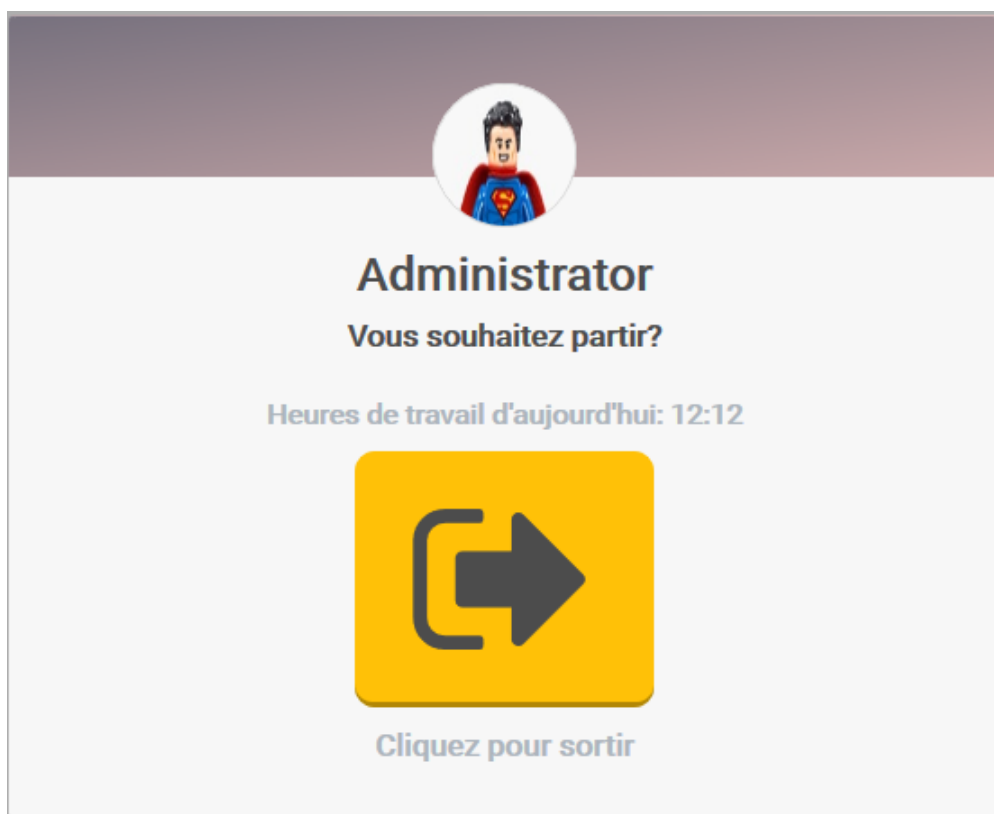 Administrator
Vous souhaitez partir?
Heures de travail d'aujourd'hui: 12:12
Cliquez pour sortir